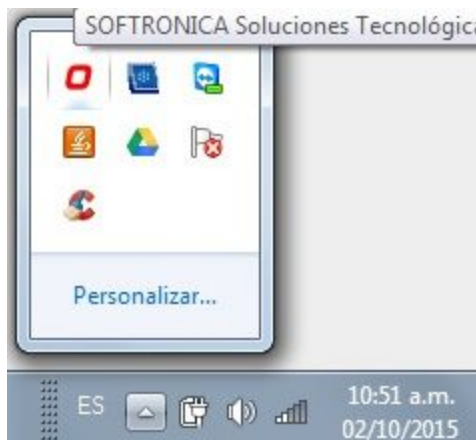 SOFTRONICA Soluciones Tecnológica
Personalizar...
ES
10:51 a.m.
02/10/2015